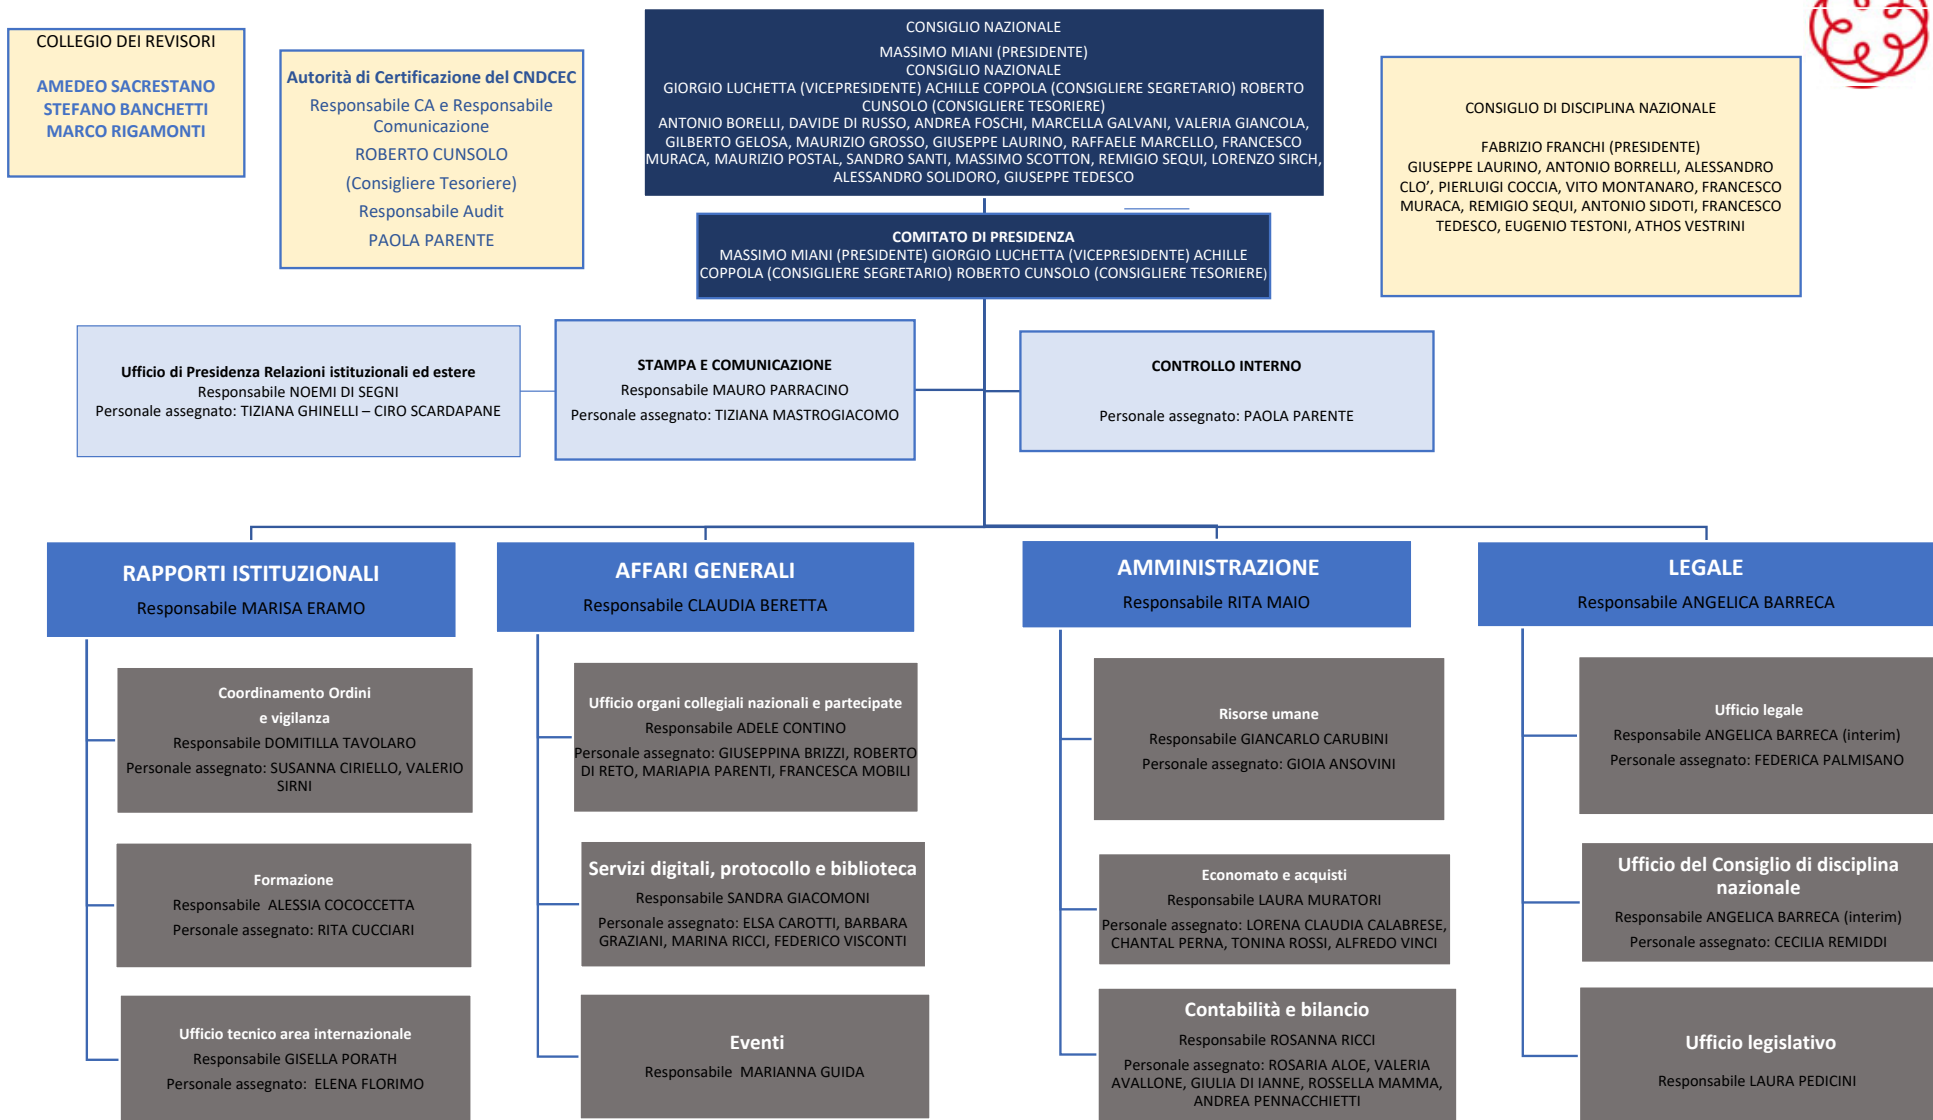 COLLEGIO DEI REVISORI
AMEDEO SACRESTANO
STEFANO BANCHETTI
MARCO RIGAMONTI
Autorità di Certificazione del CNDCEC
Responsabile CA e Responsabile
Comunicazione
ROBERTO CUNSOLO
(Consigliere Tesoriere)
Responsabile Audit
PAOLA PARENTE
CONSIGLIO NAZIONALE
MASSIMO MIANI (PRESIDENTE)
CONSIGLIO NAZIONALE
GIORGIO LUCHETTA (VICEPRESIDENTE) ACHILLE COPPOLA (CONSIGLIERE SEGRETARIO) ROBERTO
CUNSOLO (CONSIGLIERE TESORIERE)
ANTONIO BORELLI, DAVIDE DI RUSSO, ANDREA FOSCHI, MARCELLA GALVANI, VALERIA GIANCOLA,
GILBERTO GELOSA, MAURIZIO GROSSO, GIUSEPPE LAURINO, RAFFAELE MARCELLO, FRANCESCO
MURACA, MAURIZIO POSTAL, SANDRO SANTI, MASSIMO SCOTTON, REMIGIO SEQUI, LORENZO SIRCH,
ALESSANDRO SOLIDORO, GIUSEPPE TEDESCO
CONSIGLIO DI DISCIPLINA NAZIONALE
FABRIZIO FRANCHI (PRESIDENTE)
GIUSEPPE LAURINO, ANTONIO BORRELLI, ALESSANDRO
CLO’, PIERLUIGI COCCIA, VITO MONTANARO, FRANCESCO
MURACA, REMIGIO SEQUI, ANTONIO SIDOTI, FRANCESCO
TEDESCO, EUGENIO TESTONI, ATHOS VESTRINI
COMITATO DI PRESIDENZA
MASSIMO MIANI (PRESIDENTE) GIORGIO LUCHETTA (VICEPRESIDENTE) ACHILLE
COPPOLA (CONSIGLIERE SEGRETARIO) ROBERTO CUNSOLO (CONSIGLIERE TESORIERE)
Ufficio di Presidenza Relazioni istituzionali ed estere
Responsabile NOEMI DI SEGNI
Personale assegnato: TIZIANA GHINELLI – CIRO SCARDAPANE
STAMPA E COMUNICAZIONE
Responsabile MAURO PARRACINO
Personale assegnato: TIZIANA MASTROGIACOMO
CONTROLLO INTERNO
Personale assegnato: PAOLA PARENTE
RAPPORTI ISTITUZIONALI
Responsabile MARISA ERAMO
Coordinamento Ordini
e vigilanza
Responsabile DOMITILLA TAVOLARO
Personale assegnato: SUSANNA CIRIELLO, VALERIO
SIRNI
Formazione
Responsabile ALESSIA COCOCCETTA
Personale assegnato: RITA CUCCIARI
Ufficio tecnico area internazionale
Responsabile GISELLA PORATH
Personale assegnato: ELENA FLORIMO
AFFARI GENERALI
Responsabile CLAUDIA BERETTA
Ufficio organi collegiali nazionali e partecipate
Responsabile ADELE CONTINO
Personale assegnato: GIUSEPPINA BRIZZI, ROBERTO
DI RETO, MARIAPIA PARENTI, FRANCESCA MOBILI
Servizi digitali, protocollo e biblioteca
Responsabile SANDRA GIACOMONI
Personale assegnato: ELSA CAROTTI, BARBARA
GRAZIANI, MARINA RICCI, FEDERICO VISCONTI
Eventi
Responsabile MARIANNA GUIDA
AMMINISTRAZIONE
Responsabile RITA MAIO
Risorse umane
Responsabile GIANCARLO CARUBINI
Personale assegnato: GIOIA ANSOVINI
Economato e acquisti
Responsabile LAURA MURATORI
Personale assegnato: LORENA CLAUDIA CALABRESE,
CHANTAL PERNA, TONINA ROSSI, ALFREDO VINCI
Contabilità e bilancio
Responsabile ROSANNA RICCI
Personale assegnato: ROSARIA ALOE, VALERIA
AVALLONE, GIULIA DI IANNE, ROSSELLA MAMMA,
ANDREA PENNACCHIETTI
LEGALE
Responsabile ANGELICA BARRECA
Ufficio legale
Responsabile ANGELICA BARRECA (interim)
Personale assegnato: FEDERICA PALMISANO
Ufficio del Consiglio di disciplina
nazionale
Responsabile ANGELICA BARRECA (interim)
Personale assegnato: CECILIA REMIDDI
Ufficio legislativo
Responsabile LAURA PEDICINI